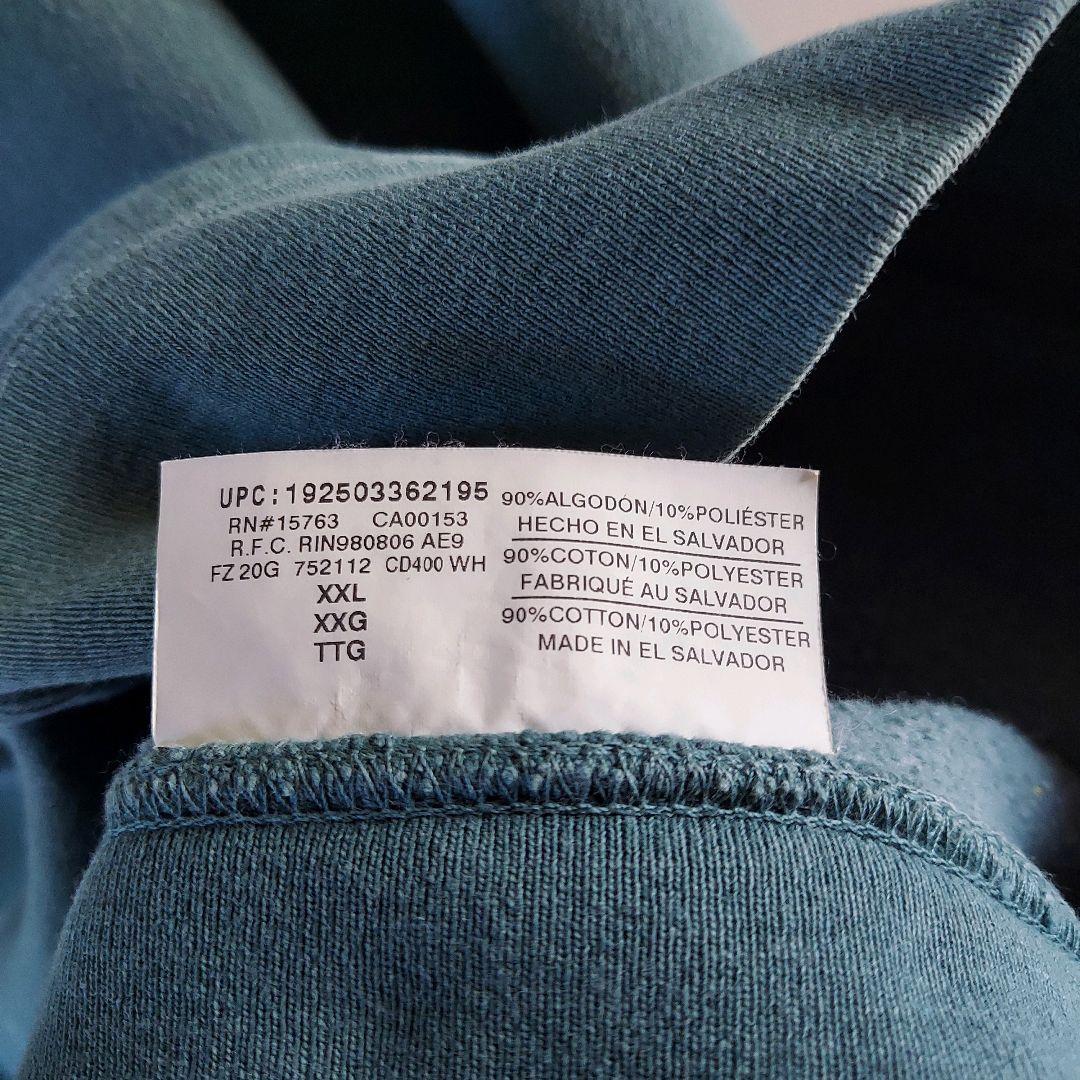 UPC:192503362195
RN#15763 CA00153
R.F.C. RIN980806 AE9
FZ 20G 752112 CD400 WH
XXL
XXG
TTG
90%ALGODÓN/10%POLIÉSTER
HECHO EN EL SALVADOR
90%COTON/10%POLYESTER
FABRIQUÉ AU SALVADOR
90%COTTON/10%POLYESTER
MADE IN EL SALVADOR